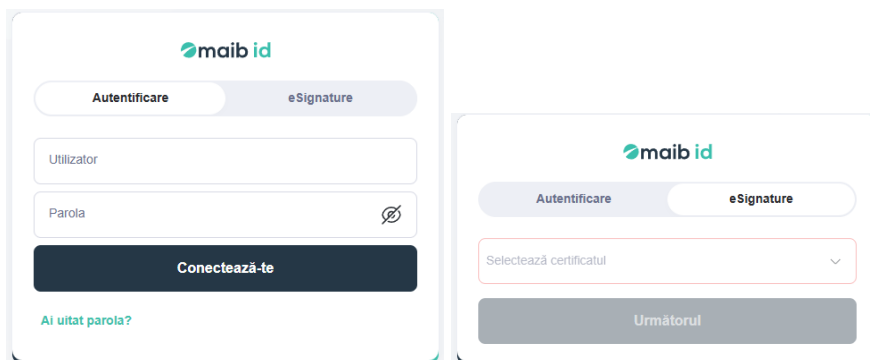 maib id
Autentificare eSignature
Utilizator
Parola
Conectează-te
Ai uitat parola?
maib id
Autentificare eSignature
Selectează certificatul
Următorul